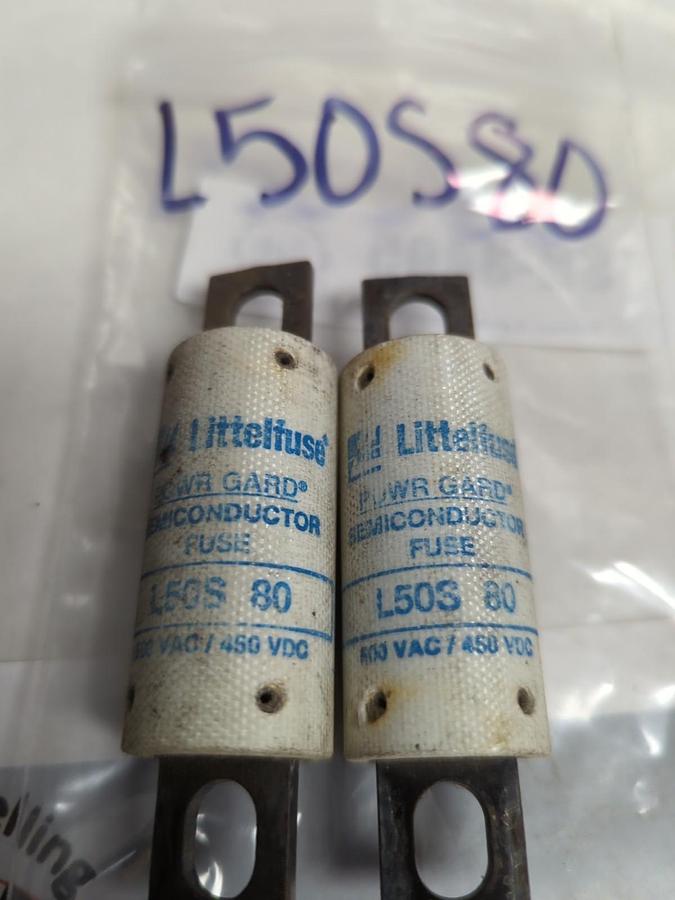 L50S80
Littelfuse®
POWR GARD®
SEMICONDUCTOR
FUSE
L50S 80
500 VAC / 450 VDC
Littelfuse®
POWR GARD®
SEMICONDUCTOR
FUSE
L50S 80
500 VAC / 450 VDC
elling